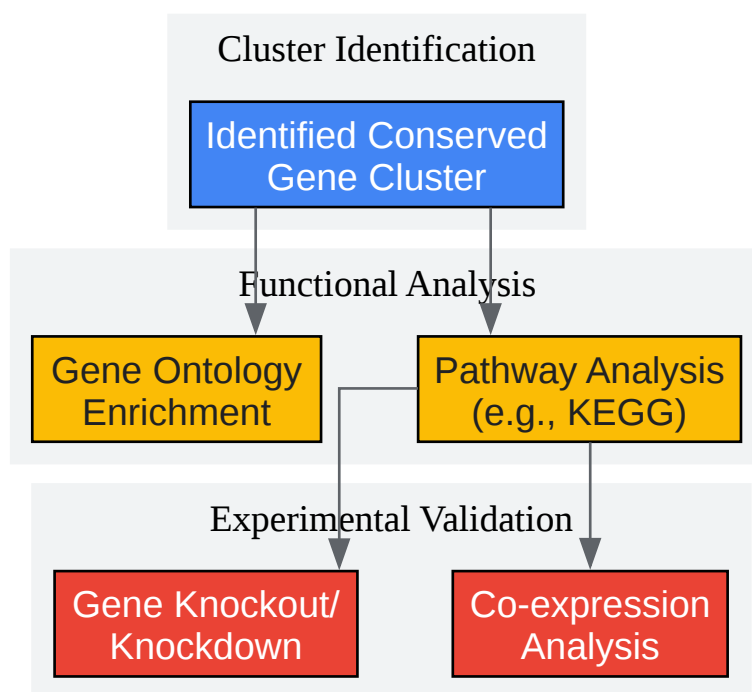 Cluster Identification
Identified Conserved
Gene Cluster
Functional Analysis
Gene Ontology
Enrichment
Pathway Analysis
(e.g., KEGG)
Experimental Validation
Gene Knockout/
Knockdown
Co-expression
Analysis